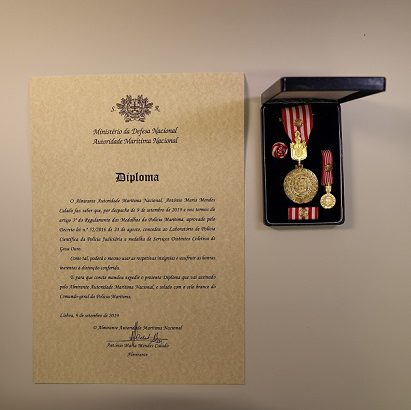 S. R.
Ministério da Defesa Nacional
Autoridade Marítima Nacional
Diploma
O Almirante Autoridade Marítima Nacional, António Maria Mendes
Calado faz saber que, por despacho de 9 de setembro de 2019 e nos termos do
artigo 3º do Regulamento das Medalhas da Polícia Marítima, aprovado pelo
Decreto lei n.º 52/2016 de 24 de agosto, concedeu ao Laboratório de Polícia
Científica da Polícia Judiciária a medalha de Serviços Distintos Coletivos de
Grau Ouro.
Como tal, poderá o mesmo usar as respetivas insígnias e usufruir as honras
inerentes à distinção conferida.
E para que conste mandou expedir o presente Diploma que vai assinado
pelo Almirante Autoridade Marítima Nacional, e selado com o selo branco do
Comando-geral da Polícia Marítima.
Lisboa, 9 de setembro de 2019
O Almirante Autoridade Marítima Nacional
António Maria Mendes Calado
Almirante